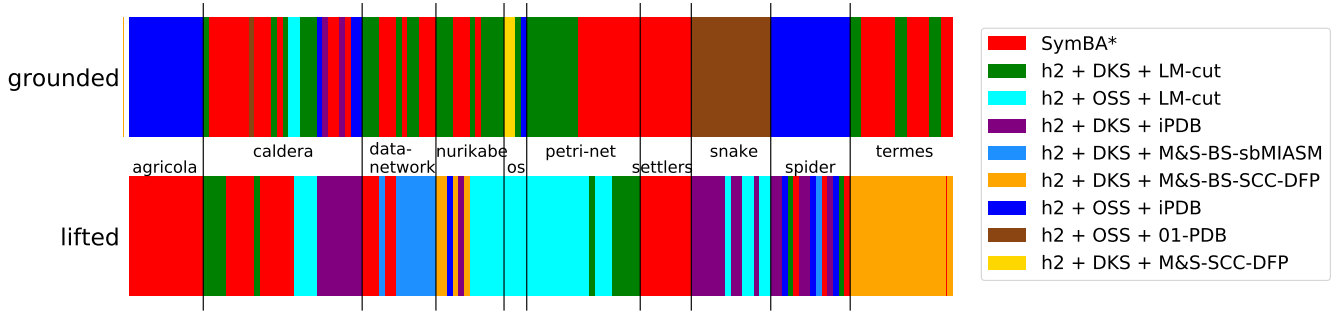 grounded
agricola
caldera
data-
network
nurikabe
os
petri-net
settlers
snake
spider
termes
lifted
SymBA*
h2 + DKS + LM-cut
h2 + OSS + LM-cut
h2 + DKS + iPDB
h2 + DKS + M&S-BS-sbMIASM
h2 + DKS + M&S-BS-SCC-DFP
h2 + OSS + iPDB
h2 + OSS + 01-PDB
h2 + DKS + M&S-SCC-DFP